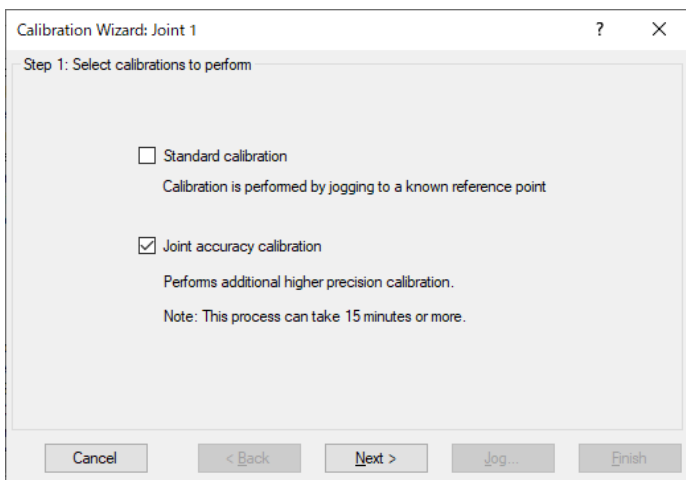 Calibration Wizard: Joint 1 ?
Step 1: Select calibrations to perform
Standard calibration
Calibration is performed by jogging to a known reference point
Joint accuracy calibration
Performs additional higher precision calibration.
Note: This process can take 15 minutes or more.
Cancel < Back Next > Jog... Finish